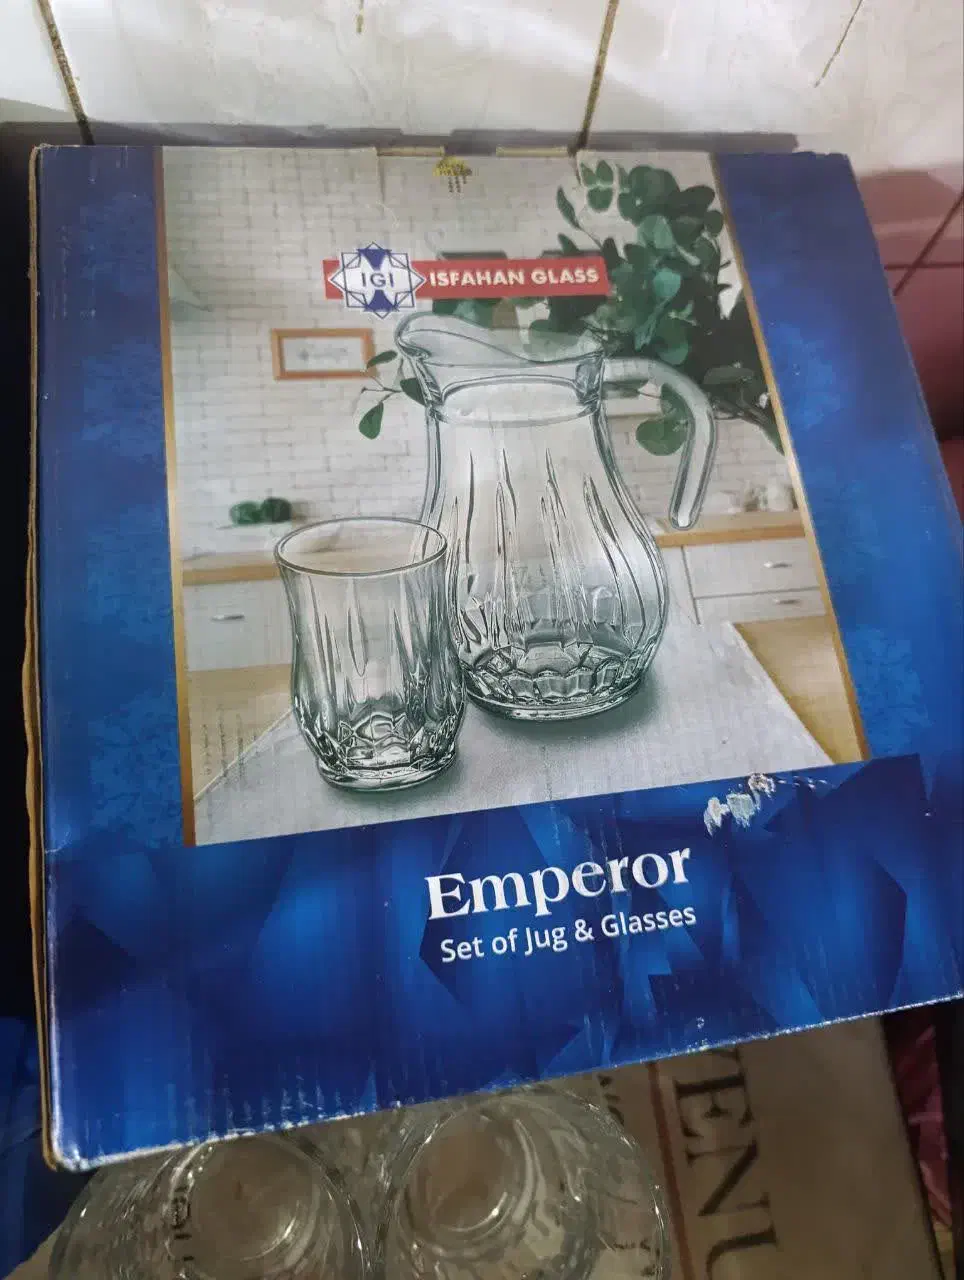 IGI ISFAHAN GLASS
Emperor
Set of Jug & Glasses